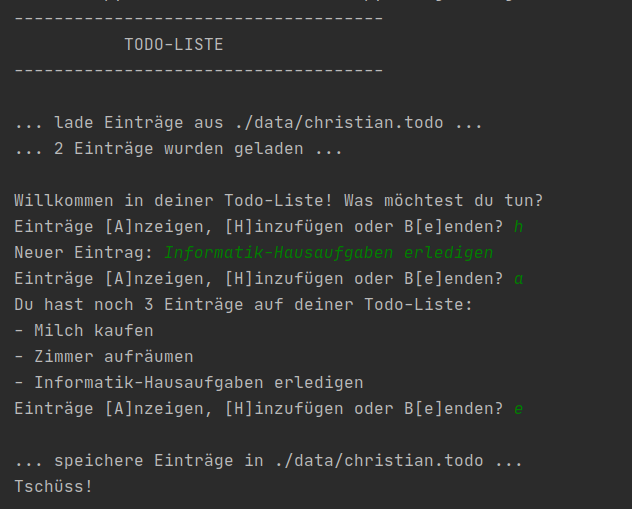 -------------------------------------
TODO-LISTE
-------------------------------------
... lade Einträge aus ./data/christian.todo ...
... 2 Einträge wurden geladen ...
Willkommen in deiner Todo-Liste! Was möchtest du tun?
Einträge [A]nzeigen, [H]inzufügen oder B[e]enden? h
Neuer Eintrag: Informatik-Hausaufgaben erledigen
Einträge [A]nzeigen, [H]inzufügen oder B[e]enden? a
Du hast noch 3 Einträge auf deiner Todo-Liste:
- Milch kaufen
- Zimmer aufräumen
- Informatik-Hausaufgaben erledigen
Einträge [A]nzeigen, [H]inzufügen oder B[e]enden? e
... speichere Einträge in ./data/christian.todo ...
Tschüss!